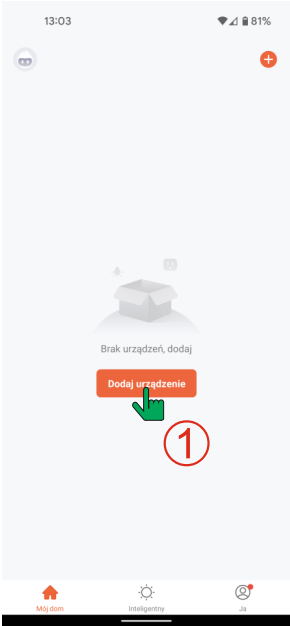 13:03
81%
Brak urządzeń, dodaj
Dodaj urządzenie
1
Mój dom
Inteligentny
Ja